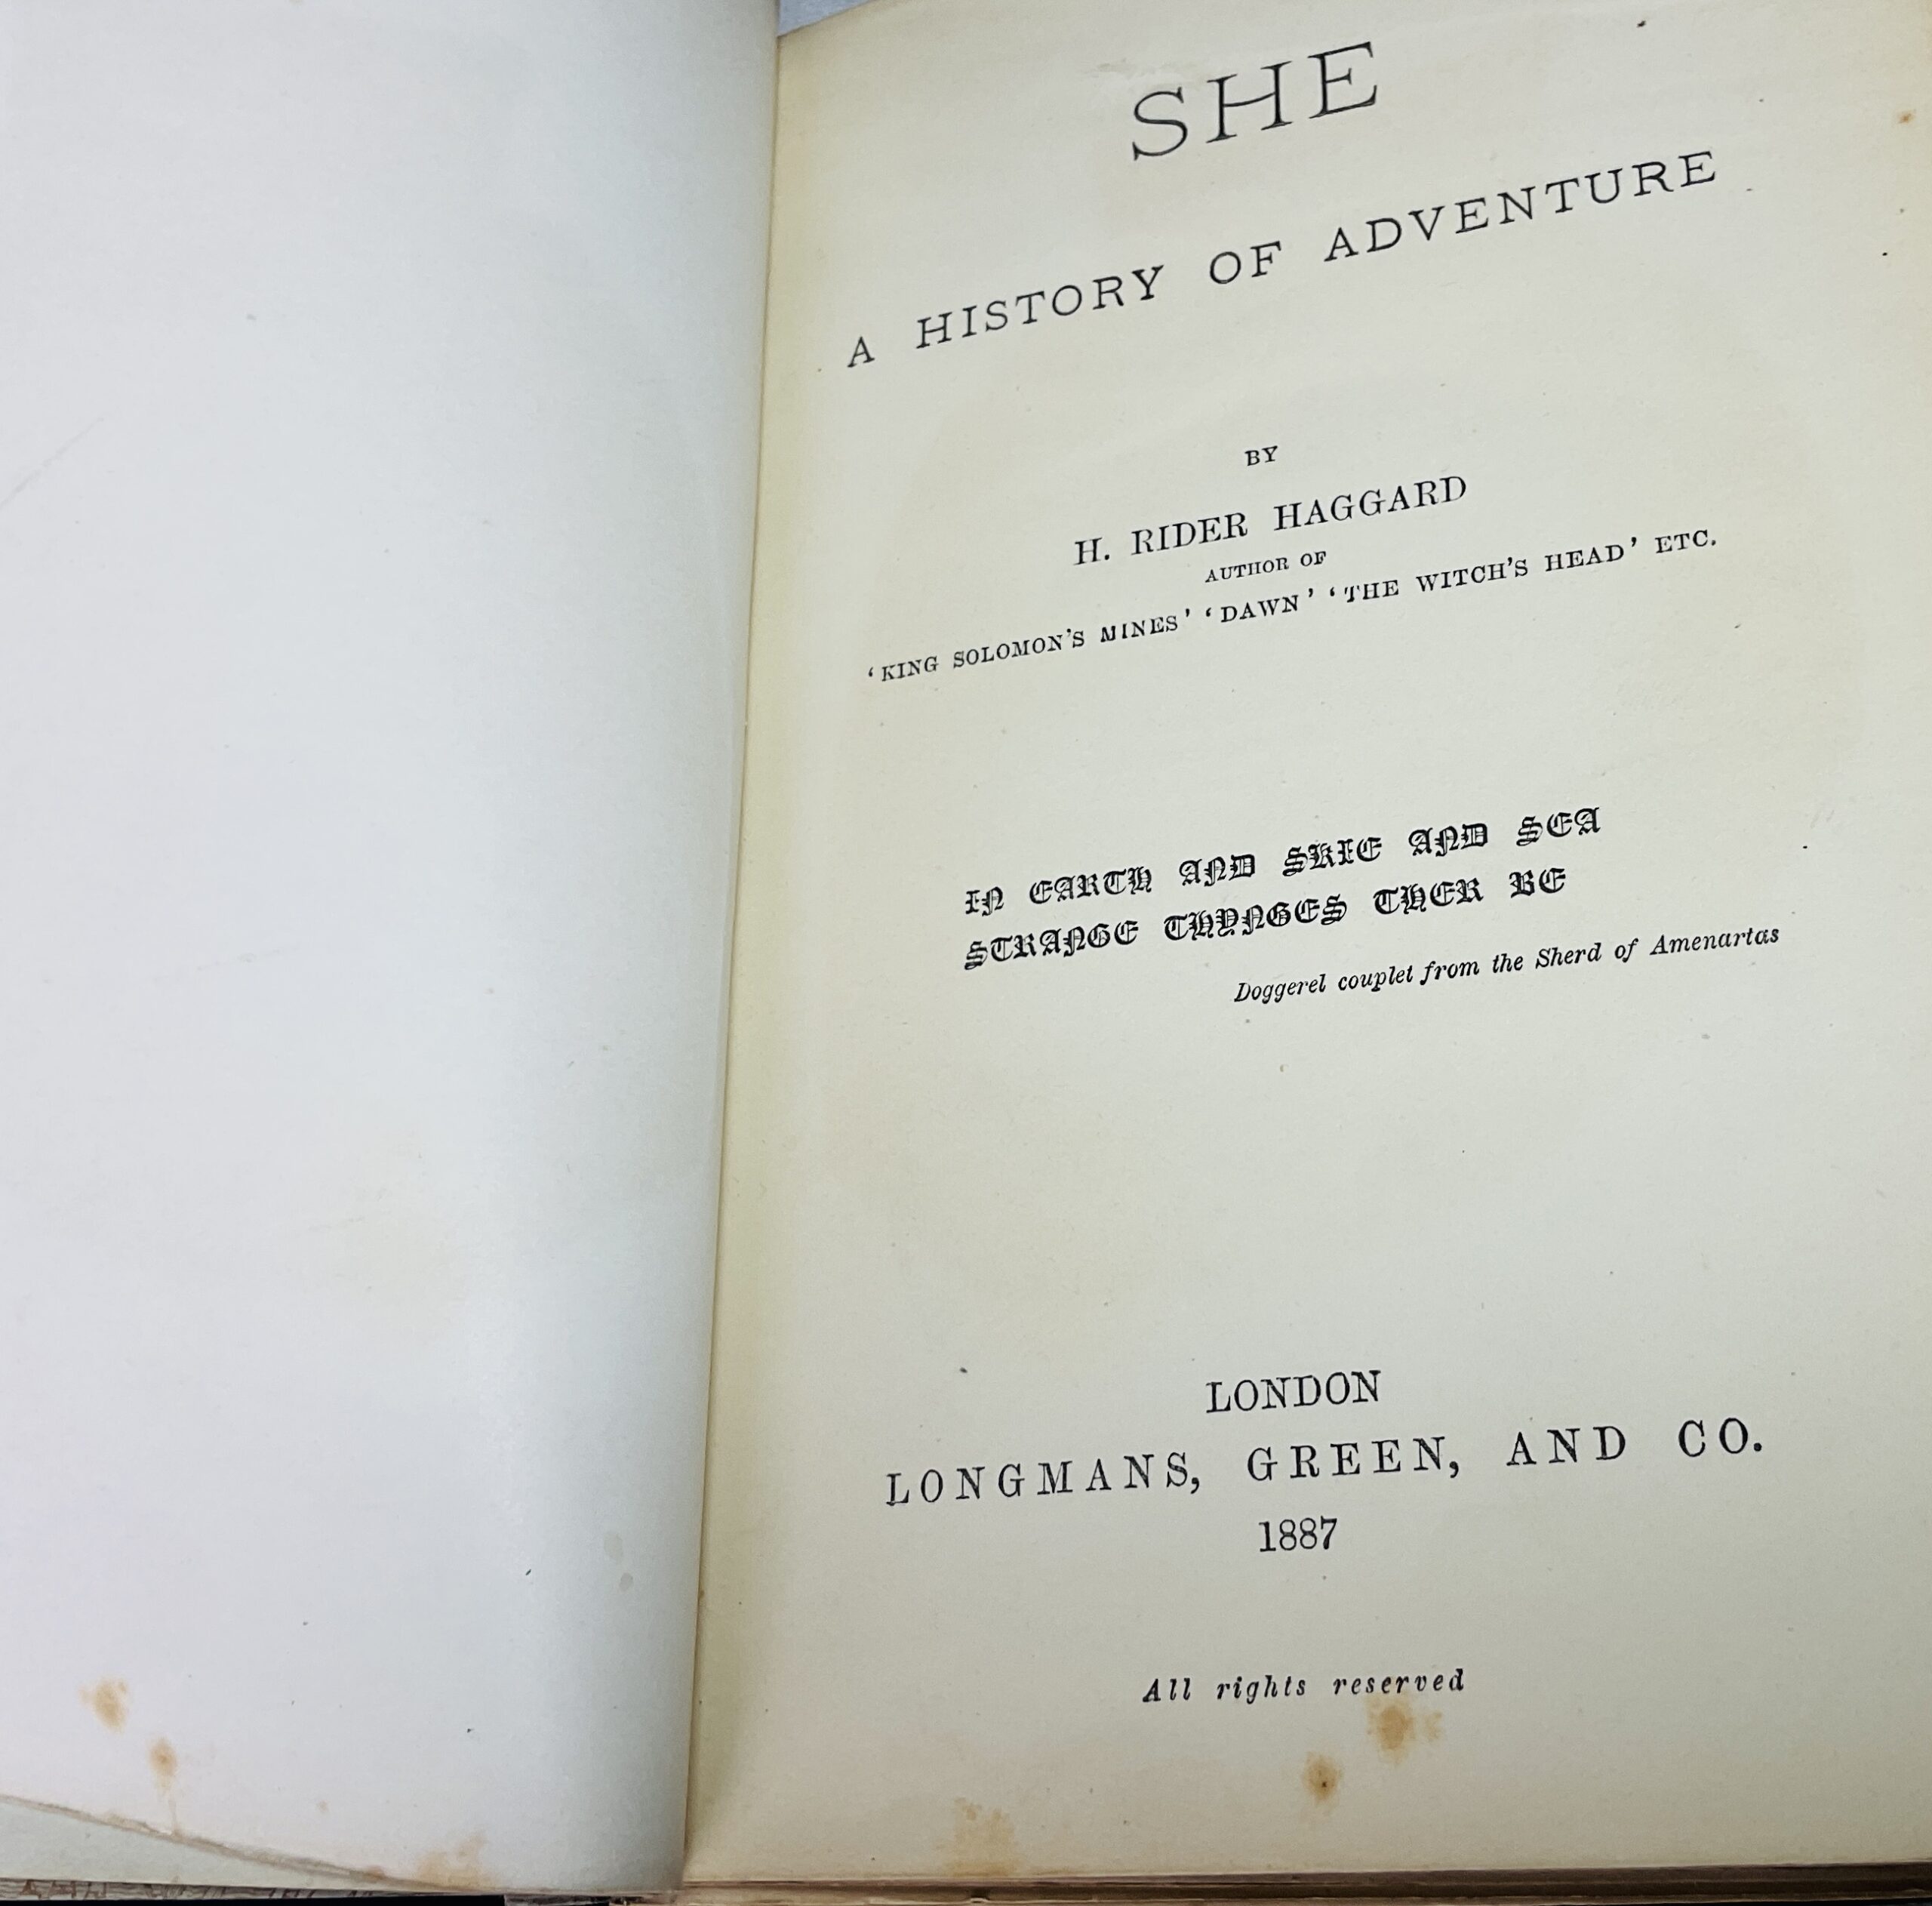 SHE
A HISTORY OF ADVENTURE
BY
H. RIDER HAGGARD
AUTHOR OF
‘KING SOLOMON’S MINES’ ‘DAWN’ ‘THE WITCH’S HEAD’ ETC.
IN EARTH AND SKIE AND SEA
STRANGE THYNGES THER BE
Doggerel couplet from the Sherd of Amenartas
LONDON
LONGMANS, GREEN, AND CO.
1887
All rights reserved